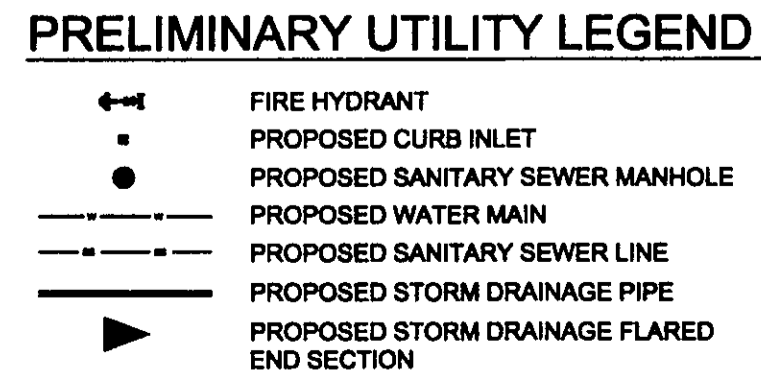 PRELIMINARY UTILITY LEGEND
FIRE HYDRANT
PROPOSED CURB INLET
PROPOSED SANITARY SEWER MANHOLE
PROPOSED WATER MAIN
PROPOSED SANITARY SEWER LINE
PROPOSED STORM DRAINAGE PIPE
PROPOSED STORM DRAINAGE FLARED
END SECTION